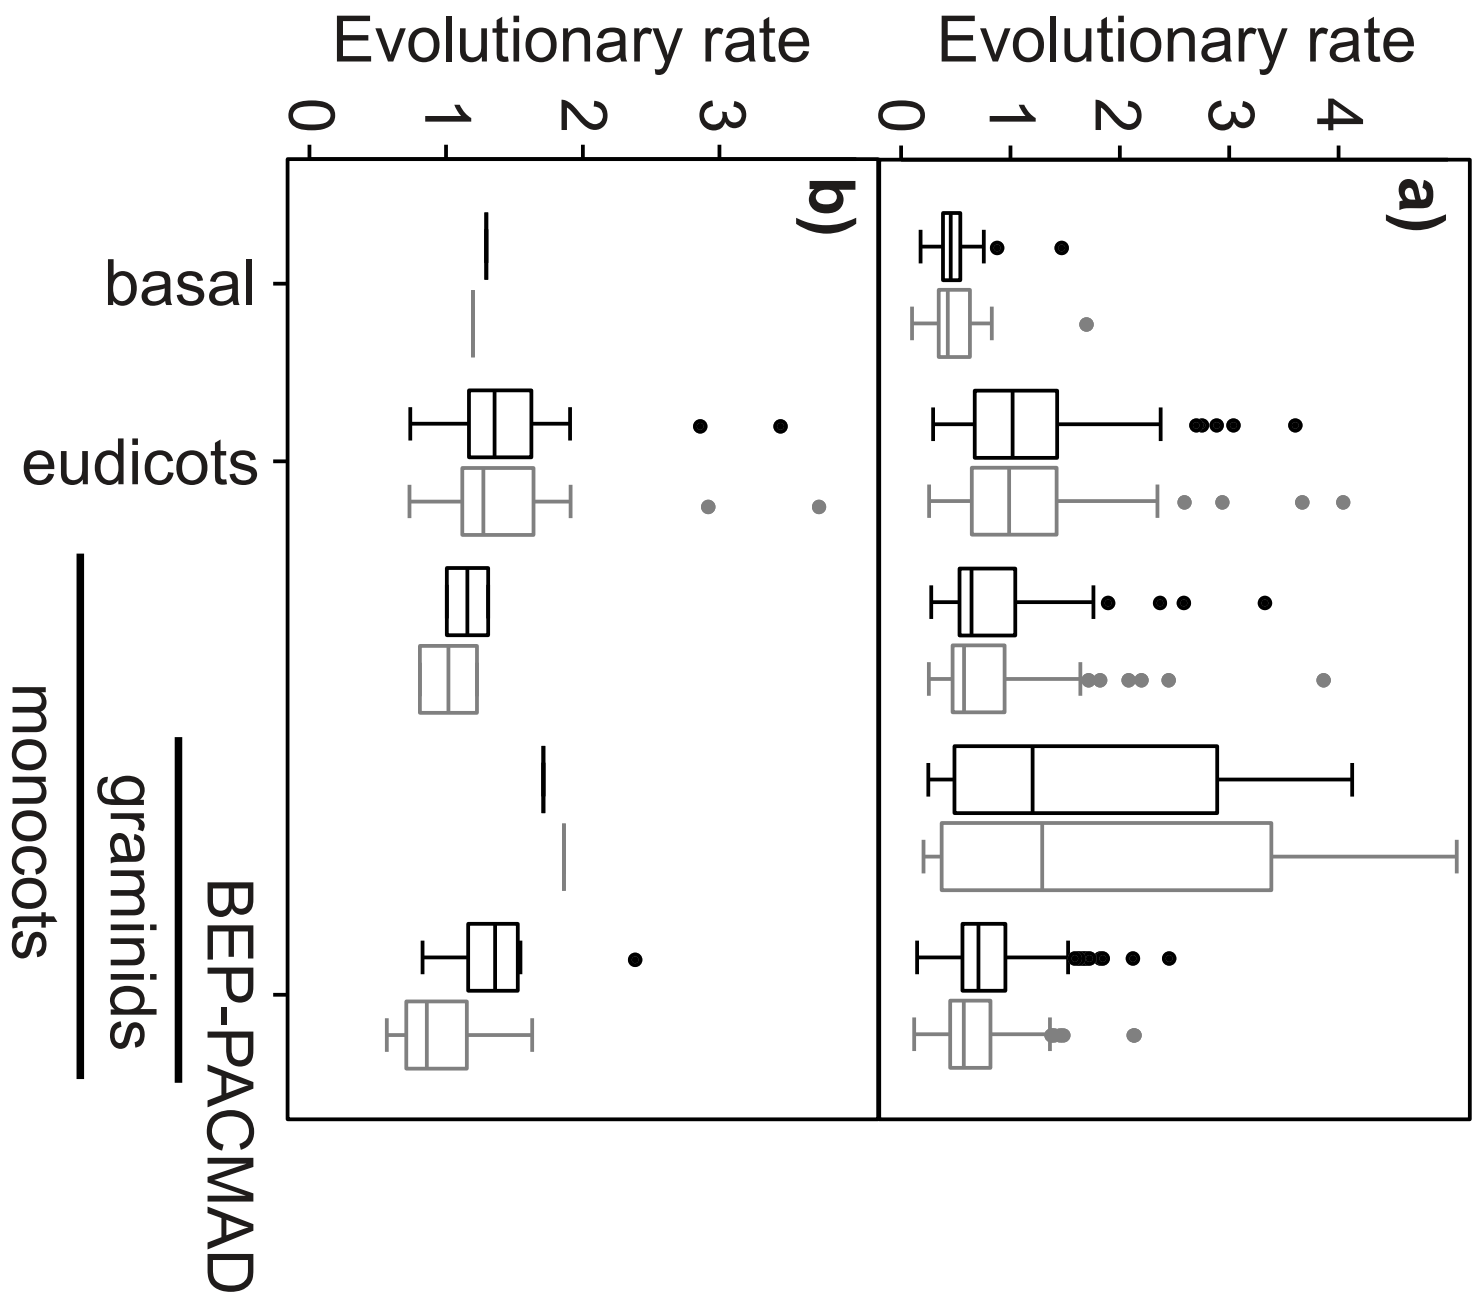 Evolutionary rate
Evolutionary rate
0 1 2 3
0 1 2 3 4
b)
a)
basal
eudicots
monocots
graminids
BEP-PACMAD